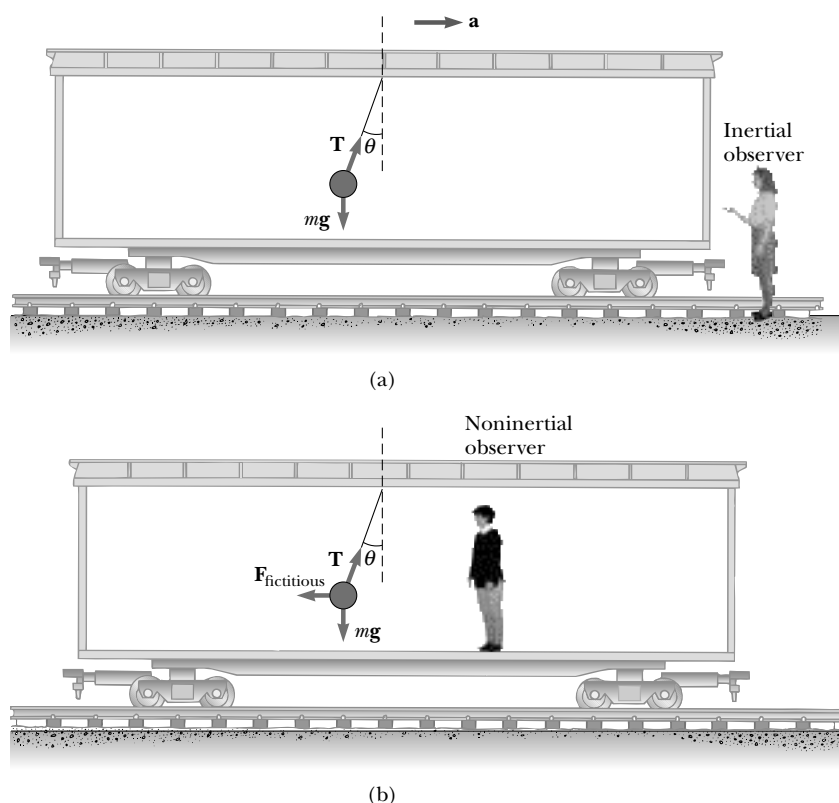 a
Inertial
observer
T
θ
mg
(a)
Noninertial
observer
T
θ
Ffictitious
mg
(b)